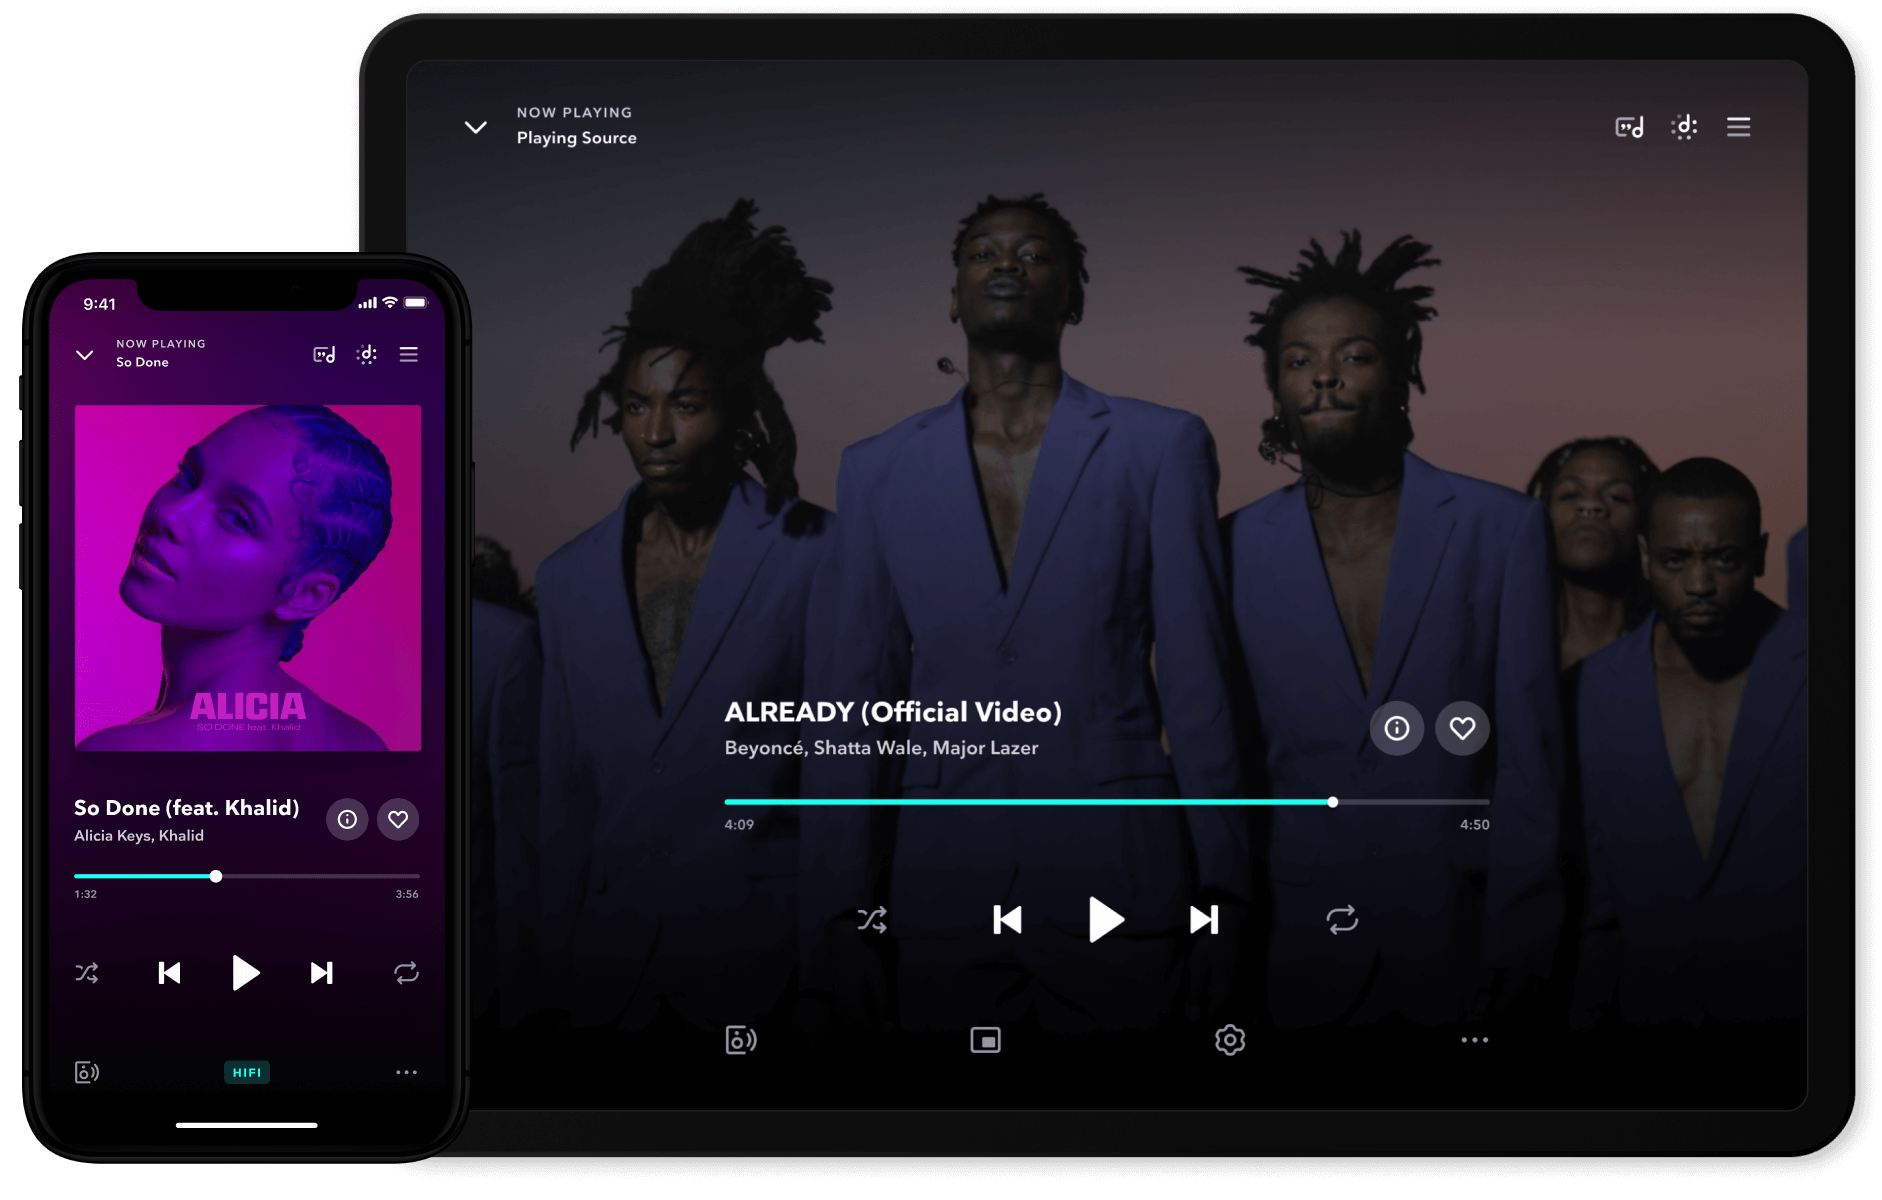 9:41
NOW PLAYING
So Done
ALICIA
SO DONE feat. Khalid
So Done (feat. Khalid)
Alicia Keys, Khalid
1:32
3:56
HIFI
NOW PLAYING
Playing Source
ALREADY (Official Video)
Beyoncé, Shatta Wale, Major Lazer
4:09
4:50